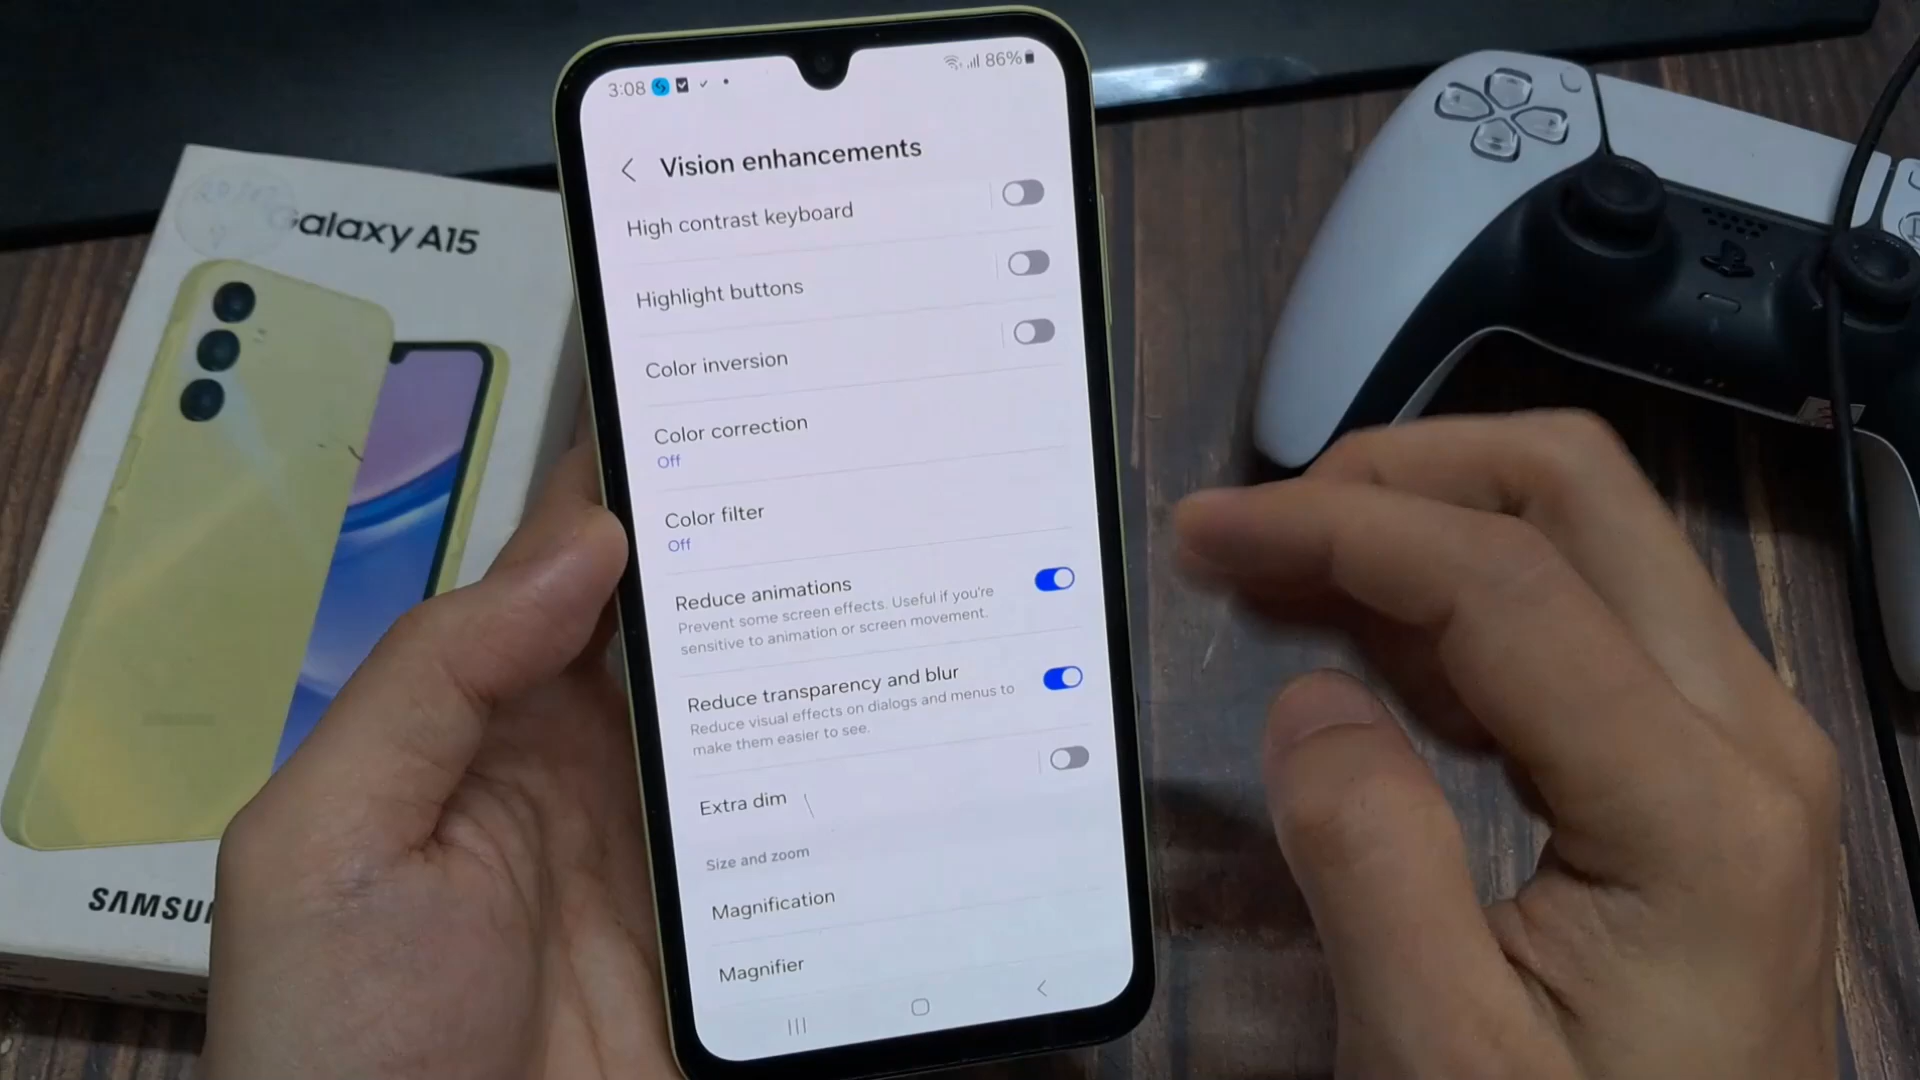 3:08
86%
Vision enhancements
High contrast keyboard
Highlight buttons
Color inversion
Color correction
Off
Color filter
Off
Reduce animations
Prevent some screen effects. Useful if you're
sensitive to animation or screen movement.
Reduce transparency and blur
Reduce visual effects on dialogs and menus to
make them easier to see.
Extra dim
Size and zoom
Magnification
Magnifier
Galaxy A15
SAMSU